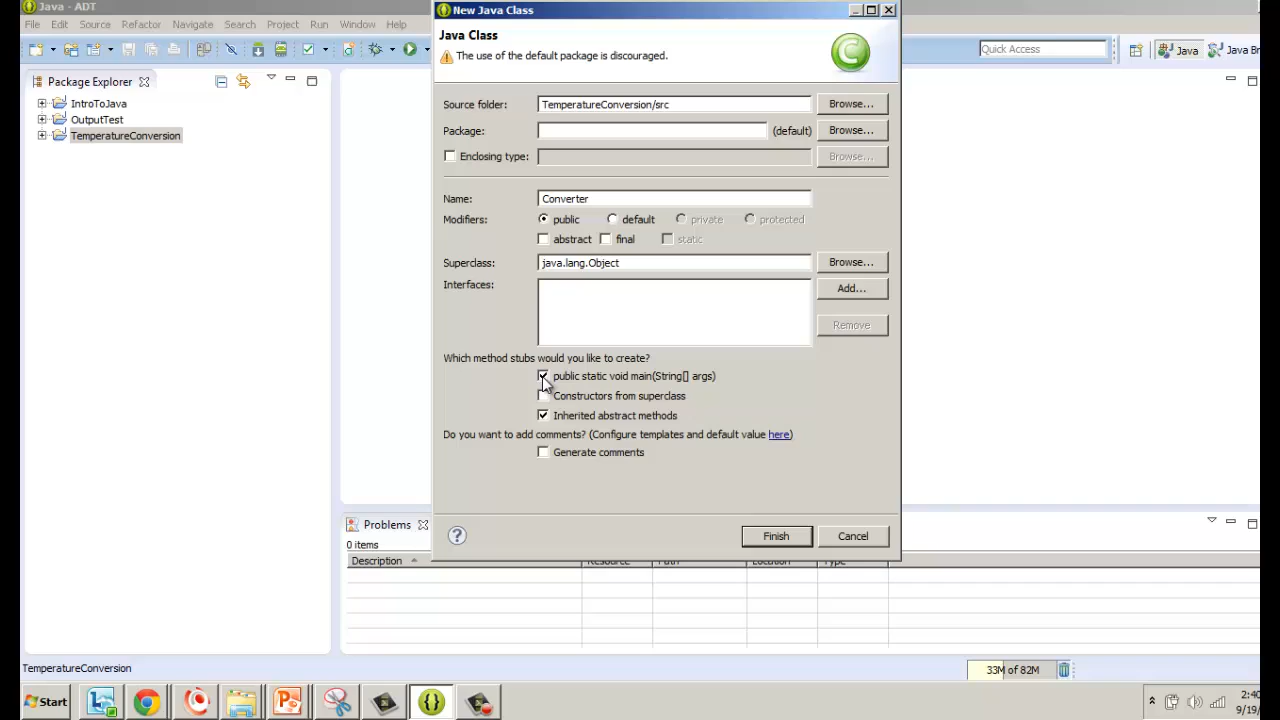 Java - ADT
New Java Class
File Edit Source Refactor Navigate Search Project Run Window Help
Java Class
The use of the default package is discouraged.
Quick Access
Java
Java Br
Package Explorer
IntroToJava
OutputTest
TemperatureConversion
Source folder: TemperatureConversion/src Browse...
Package: (default) Browse...
Enclosing type: Browse...
Name: Converter
Modifiers: public default private protected
abstract final static
Superclass: java.lang.Object Browse...
Interfaces: Add...
Remove
Which method stubs would you like to create?
public static void main(String[] args)
Constructors from superclass
Inherited abstract methods
Do you want to add comments? (Configure templates and default value here)
Generate comments
? Finish Cancel
Problems
0 items
Description Resource Path Location Type
TemperatureConversion
33M of 82M
Start
2:40
9/19/